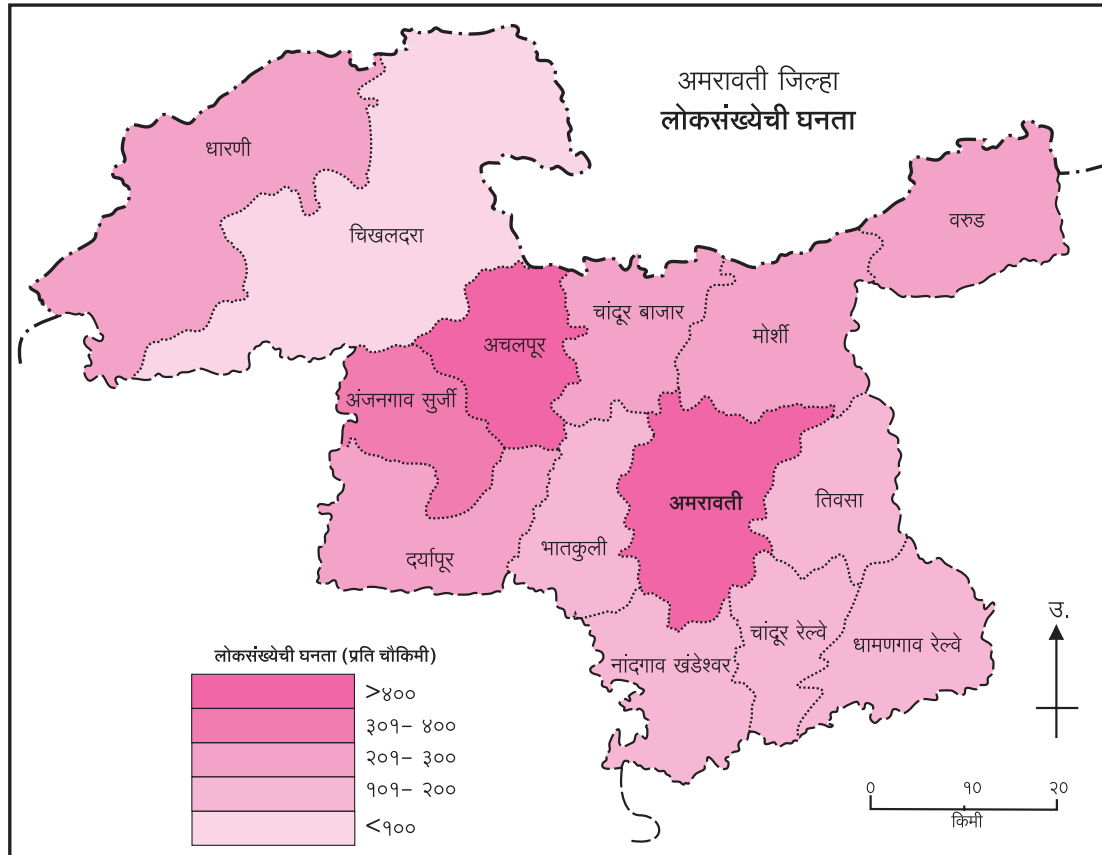 अमरावती जिल्हा
लोकसंख्येची घनता
धारणी
वरुड
चिखलदरा
चांदूर बाजार
मोर्शी
अचलपूर
अंजनगाव सुर्जी
अमरावती
तिवसा
भातकुली
दर्यापूर
चांदूर रेल्वे
धामणगाव रेल्वे
नांदगाव खंडेश्वर
उ.
लोकसंख्येची घनता (प्रति चौकिमी)
>४००
३०१– ४००
२०१– ३००
१०१– २००
<१००
० १० २०
किमी